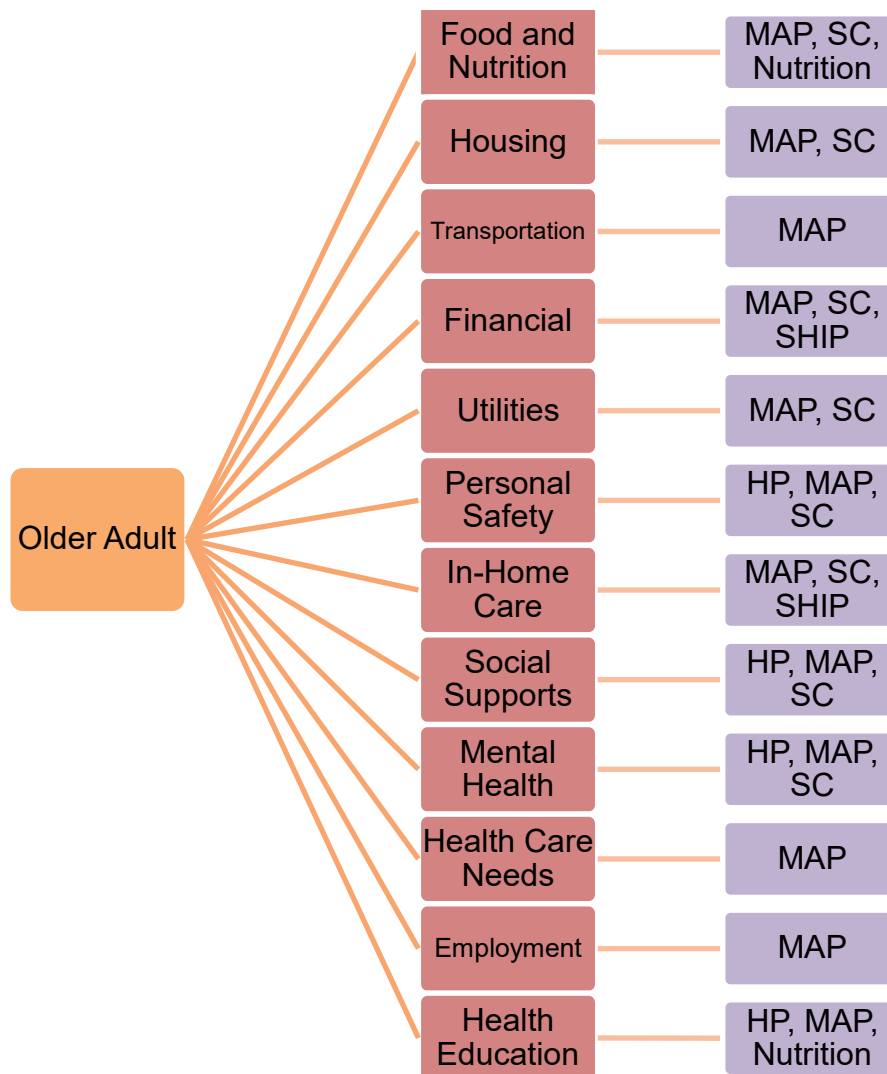 Food and
Nutrition
MAP, SC,
Nutrition
Housing
MAP, SC
Transportation
MAP
Financial
MAP, SC,
SHIP
Utilities
MAP, SC
Personal
Safety
HP, MAP,
SC
Older Adult
In-Home
Care
MAP, SC,
SHIP
Social
Supports
HP, MAP,
SC
Mental
Health
HP, MAP,
SC
Health Care
Needs
MAP
Employment
MAP
Health
Education
HP, MAP,
Nutrition